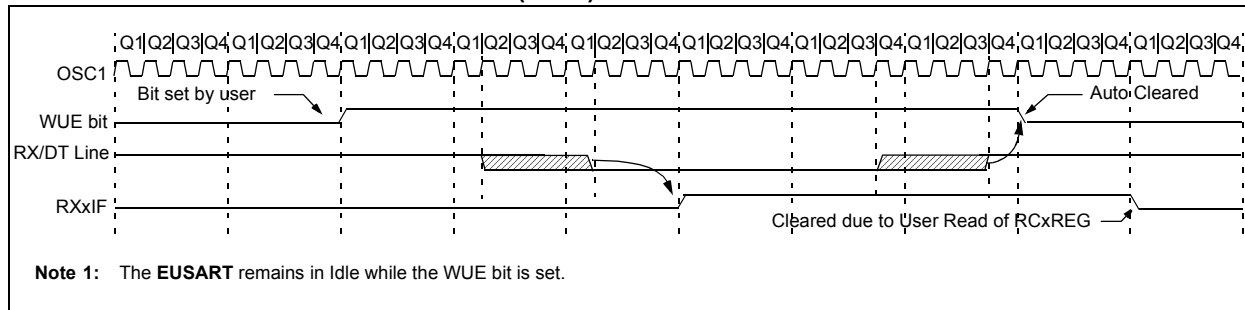 Q1 Q2 Q3 Q4 Q1 Q2 Q3 Q4 Q1 Q2 Q3 Q4 Q1 Q2 Q3 Q4 Q1 Q2 Q3 Q4 Q1 Q2 Q3 Q4 Q1 Q2 Q3 Q4 Q1 Q2 Q3 Q4 Q1 Q2 Q3 Q4 Q1 Q2 Q3 Q4
OSC1
Bit set by user
Auto Cleared
WUE bit
RX/DT Line
RXxIF
Cleared due to User Read of RCxREG
Note 1: The EUSART remains in Idle while the WUE bit is set.